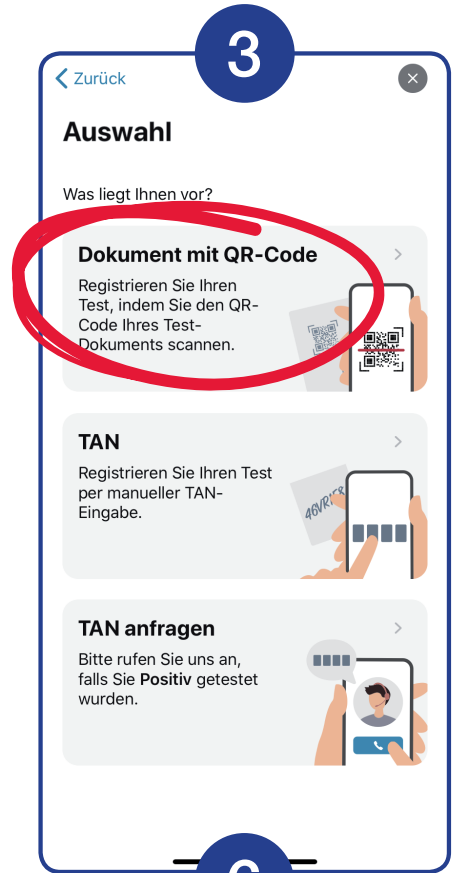 3
Zurück
Auswahl
Was liegt Ihnen vor?
Dokument mit QR-Code
Registrieren Sie Ihren
Test, indem Sie den QR-
Code Ihres Test-
Dokuments scannen.
TAN
Registrieren Sie Ihren Test
per manueller TAN-
Eingabe.
TAN anfragen
Bitte rufen Sie uns an,
falls Sie Positiv getestet
wurden.